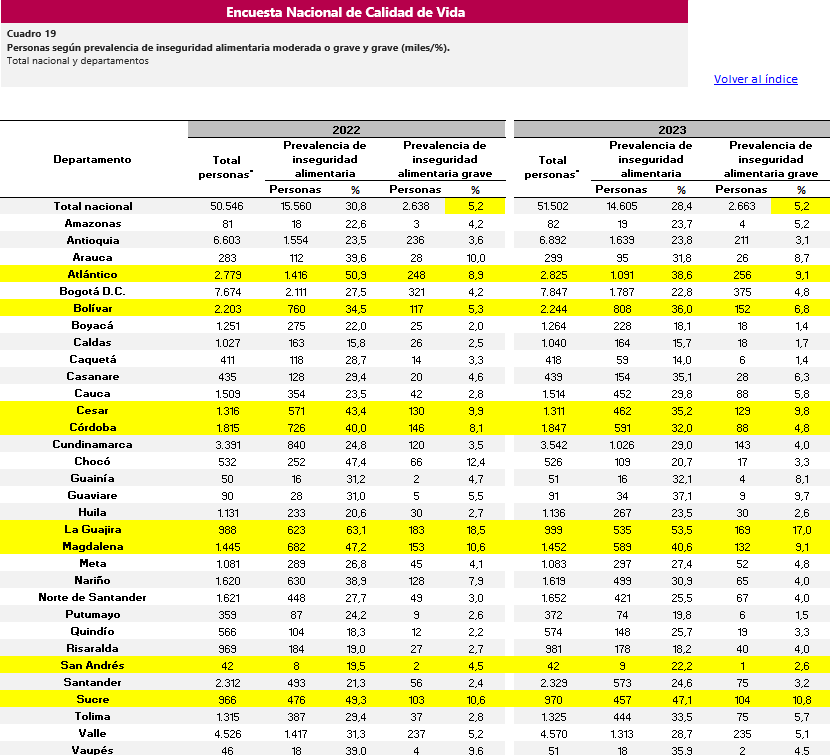 Encuesta Nacional de Calidad de Vida
Cuadro 19
Personas según prevalencia de inseguridad alimentaria moderada o grave y grave (miles/%).
Total nacional y departamentos
Volver al índice
2022 2023
Departamento Total personas* Prevalencia de inseguridad alimentaria Prevalencia de inseguridad alimentaria grave Total personas* Prevalencia de inseguridad alimentaria Prevalencia de inseguridad alimentaria grave
Personas % Personas % Personas % Personas %
Total nacional 50.546 15.560 30,8 2.638 5,2 51.502 14.605 28,4 2.663 5,2
Amazonas 81 18 22,6 3 4,2 82 19 23,7 4 5,2
Antioquia 6.603 1.554 23,5 236 3,6 6.892 1.639 23,8 211 3,1
Arauca 283 112 39,6 28 10,0 299 95 31,8 26 8,7
Atlántico 2.779 1.416 50,9 248 8,9 2.825 1.091 38,6 256 9,1
Bogotá D.C. 7.674 2.111 27,5 321 4,2 7.847 1.787 22,8 375 4,8
Bolívar 2.203 760 34,5 117 5,3 2.244 808 36,0 152 6,8
Boyacá 1.251 275 22,0 25 2,0 1.264 228 18,1 18 1,4
Caldas 1.027 163 15,8 26 2,5 1.040 164 15,7 18 1,7
Caquetá 411 118 28,7 14 3,3 418 59 14,0 6 1,4
Casanare 435 128 29,4 20 4,6 439 154 35,1 28 6,3
Cauca 1.509 354 23,5 42 2,8 1.514 452 29,8 88 5,8
Cesar 1.316 571 43,4 130 9,9 1.311 462 35,2 129 9,8
Córdoba 1.815 726 40,0 146 8,1 1.847 591 32,0 88 4,8
Cundinamarca 3.391 840 24,8 120 3,5 3.542 1.026 29,0 143 4,0
Chocó 532 252 47,4 66 12,4 526 109 20,7 17 3,3
Guainía 50 16 31,2 2 4,7 51 16 32,1 4 8,1
Guaviare 90 28 31,0 5 5,5 91 34 37,1 9 9,7
Huila 1.131 233 20,6 30 2,7 1.136 267 23,5 30 2,6
La Guajira 988 623 63,1 183 18,5 999 535 53,5 169 17,0
Magdalena 1.445 682 47,2 153 10,6 1.452 589 40,6 132 9,1
Meta 1.081 289 26,8 45 4,1 1.083 297 27,4 52 4,8
Nariño 1.620 630 38,9 128 7,9 1.619 499 30,9 65 4,0
Norte de Santander 1.621 448 27,7 49 3,0 1.652 421 25,5 67 4,0
Putumayo 359 87 24,2 9 2,6 372 74 19,8 6 1,5
Quindío 566 104 18,3 12 2,2 574 148 25,7 19 3,3
Risaralda 969 184 19,0 27 2,7 981 178 18,2 40 4,0
San Andrés 42 8 19,5 2 4,5 42 9 22,2 1 2,6
Santander 2.312 493 21,3 56 2,4 2.329 573 24,6 75 3,2
Sucre 966 476 49,3 103 10,6 970 457 47,1 104 10,8
Tolima 1.315 387 29,4 37 2,8 1.325 444 33,5 75 5,7
Valle 4.526 1.417 31,3 237 5,2 4.570 1.313 28,7 235 5,1
Vaupés 46 18 39,0 4 9,6 51 18 35,9 2 4,5